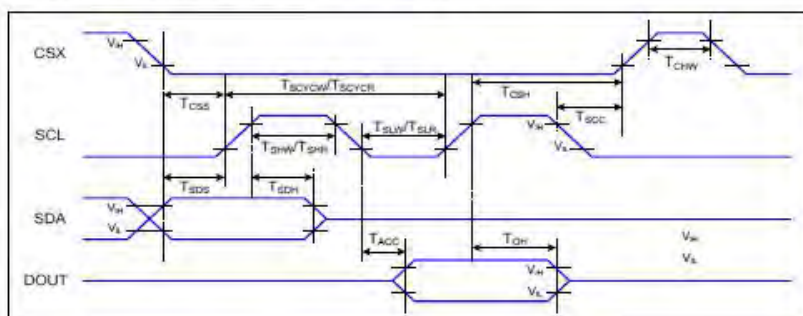 CSX
VIH
VIL
TCHW
TSCYCW/TSCYCR
TCSH
TCSS
TSCC
SCL
TSLW/TSLR
TSHW/TSHR
VIH
VIL
TSDS
TSDH
SDA
VIH
VIL
TACC
TOH
VIH
VIL
DOUT
VIH
VIL